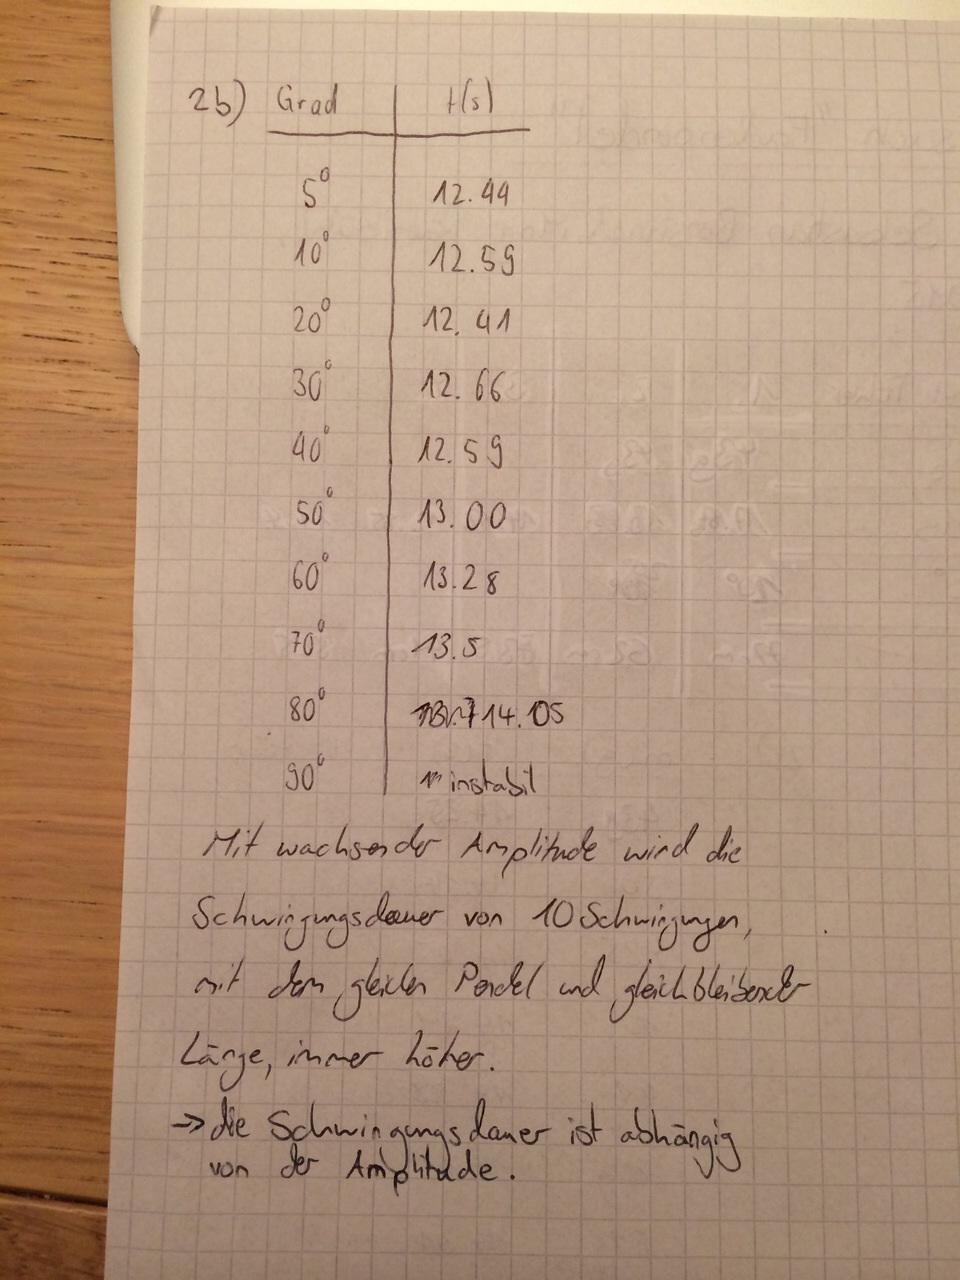 2b) Grad t(s)
5° 12.44
10° 12.59
20° 12.41
30° 12.66
40° 12.59
50° 13.00
60° 13.28
70° 13.5
80° 14.05
90° instabil
Mit wachsender Amplitude wird die
Schwingungsdauer von 10 Schwingungen,
mit dem gleichen Pendel und gleichbleibender
Länge, immer höher.
→ die Schwingungsdauer ist abhängig
von der Amplitude.